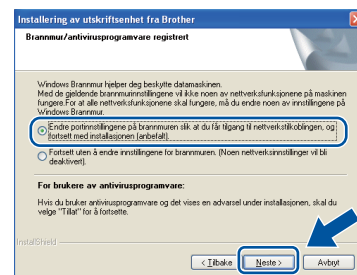 Installering av utskriftsenhet fra Brother
Brannmur/antivirusprogramvare registrert
Windows Brannmur hjelper deg beskytte datamaskinen.
Med de gjeldende brannmurinnstillingene vil ikke noen av nettverksfunksjonene på maskinen
fungere.For at alle nettverksfunksjonene skal fungere, må du endre noen av innstillingene på
Windows Brannmur.
Endre portinnstillingene på brannmuren slik at du får tilgang til nettverkstilkoblingen, og
fortsett med installasjonen (anbefalt).
Fortsett uten å endre innstillingene for brannmuren. (Noen nettverksinnstillinger vil bli
deaktivert).
For brukere av antivirusprogramvare:
Hvis du bruker antivirusprogramvare og det vises en advarsel under installasjonen, skal du
velge "Tillat" for å fortsette.
InstallShield
< Tilbake
Neste >
Avbryt